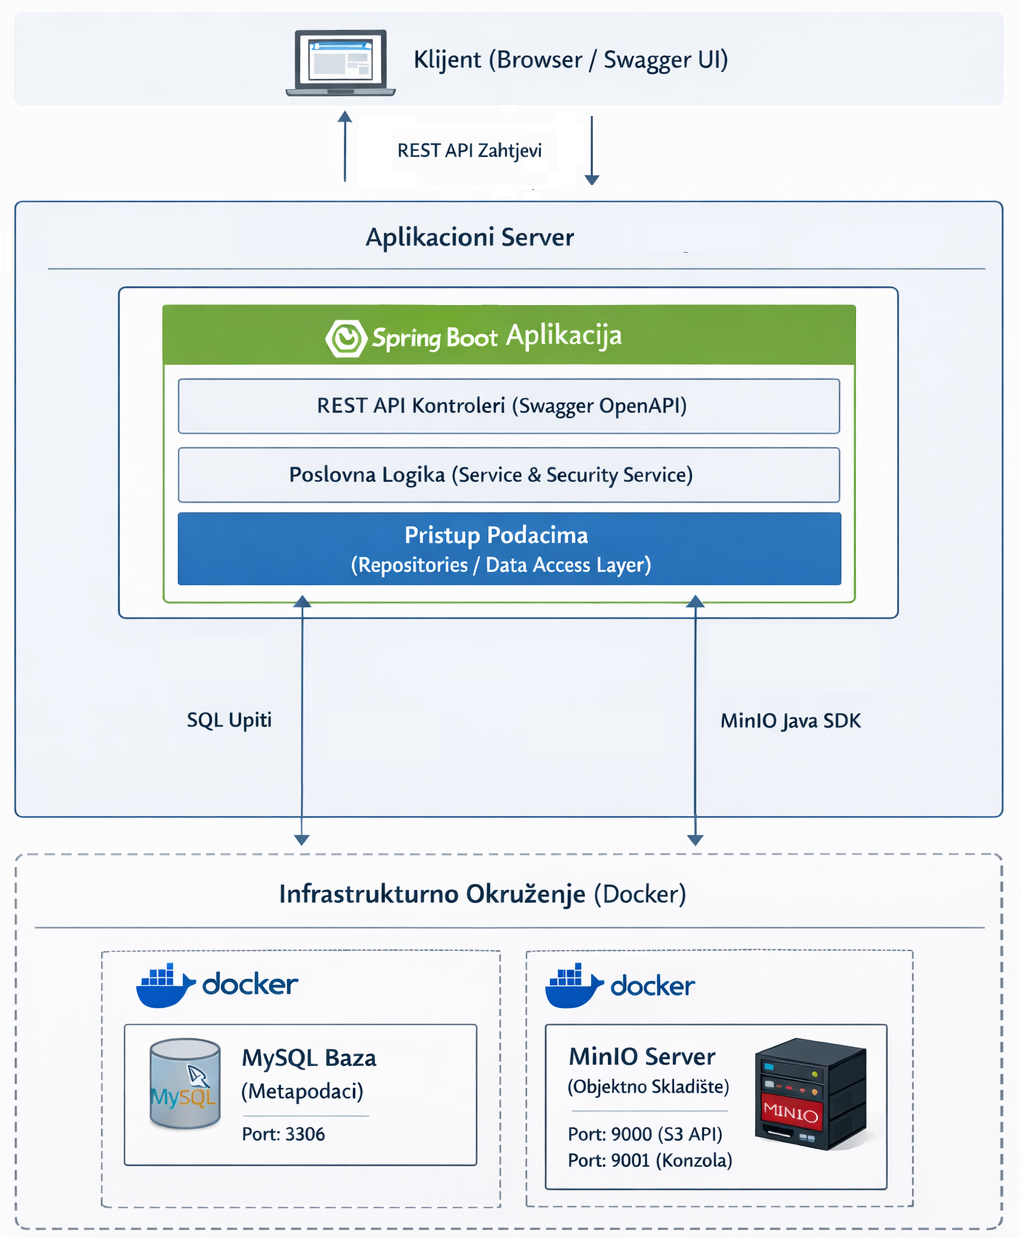 Klijent (Browser / Swagger UI)
REST API Zahtjevi
Aplikacioni Server
Spring Boot Aplikacija
REST API Kontroleri (Swagger OpenAPI)
Poslovna Logika (Service & Security Service)
Pristup Podacima
(Repositories / Data Access Layer)
SQL Upiti
MinIO Java SDK
Infrastrukturno Okruženje (Docker)
docker
MySQL
MySQL Baza
(Metapodaci)
Port: 3306
docker
MinIO Server
(Objektno Skladište)
Port: 9000 (S3 API)
Port: 9001 (Konzola)
MINIO